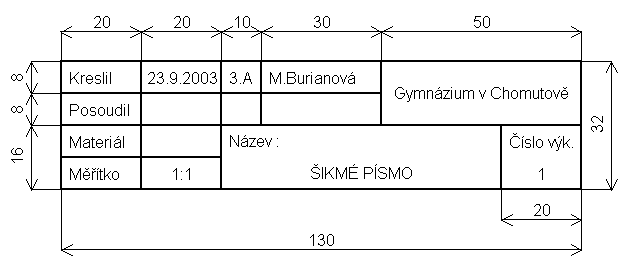 20 20 10 30 50
8 Kreslil 23.9.2003 3.A M.Burianová Gymnázium v Chomutově
8 Posoudil
32
16 Materiál Název : Číslo výk.
Měřítko 1:1 ŠIKMÉ PÍSMO 1
20
130